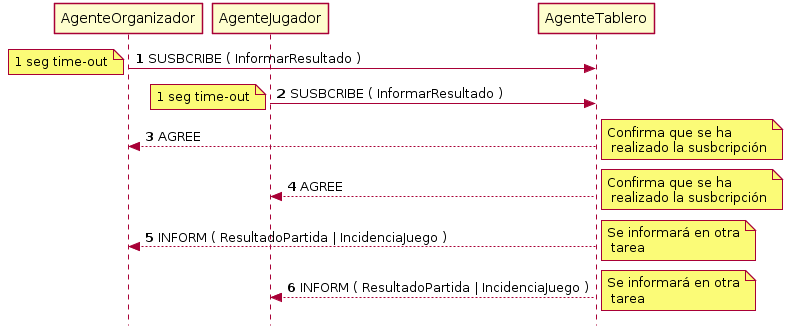 AgenteOrganizador AgenteJugador AgenteTablero
1 seg time-out 1 SUSBCRIBE ( InformarResultado )
1 seg time-out 2 SUSBCRIBE ( InformarResultado )
3 AGREE
Confirma que se ha
realizado la susbcripción
4 AGREE
Confirma que se ha
realizado la susbcripción
5 INFORM ( ResultadoPartida | IncidenciaJuego )
Se informará en otra
tarea
6 INFORM ( ResultadoPartida | IncidenciaJuego )
Se informará en otra
tarea